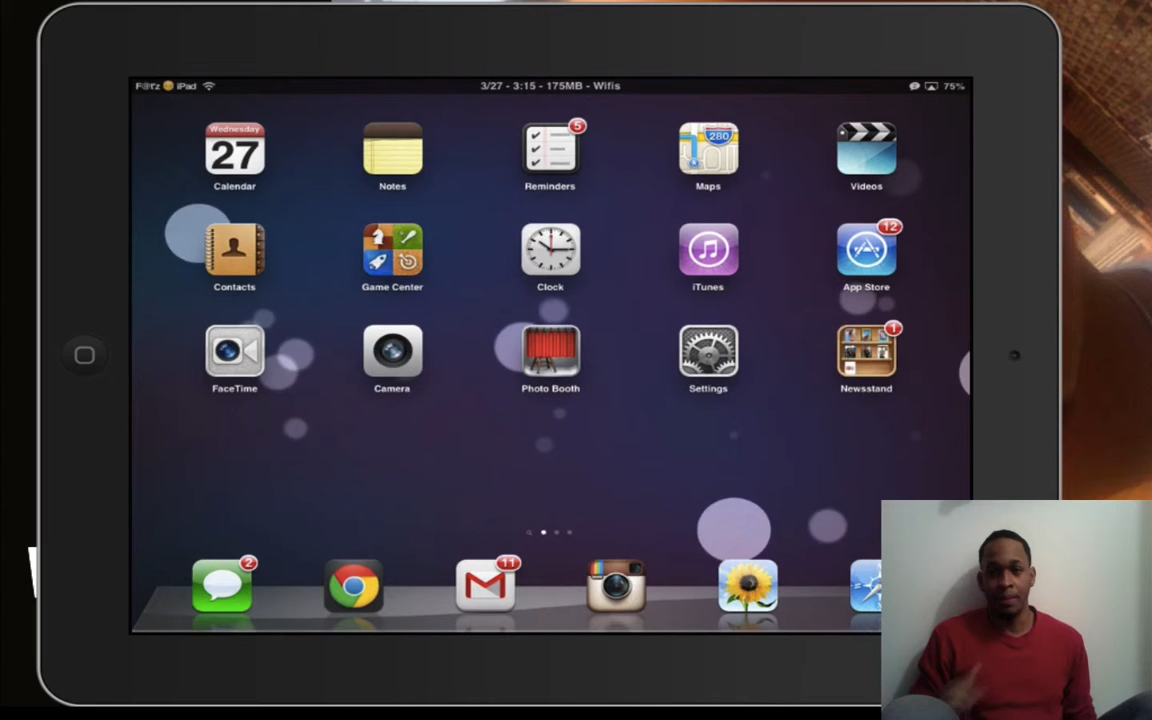 F@tz iPad 3/27 - 3:15 - 175MB - Wifis 75%
Wednesday 5 280
27
Calendar Notes Reminders Maps Videos
12
Contacts Game Center Clock iTunes App Store
1
FaceTime Camera Photo Booth Settings Newsstand
2 11